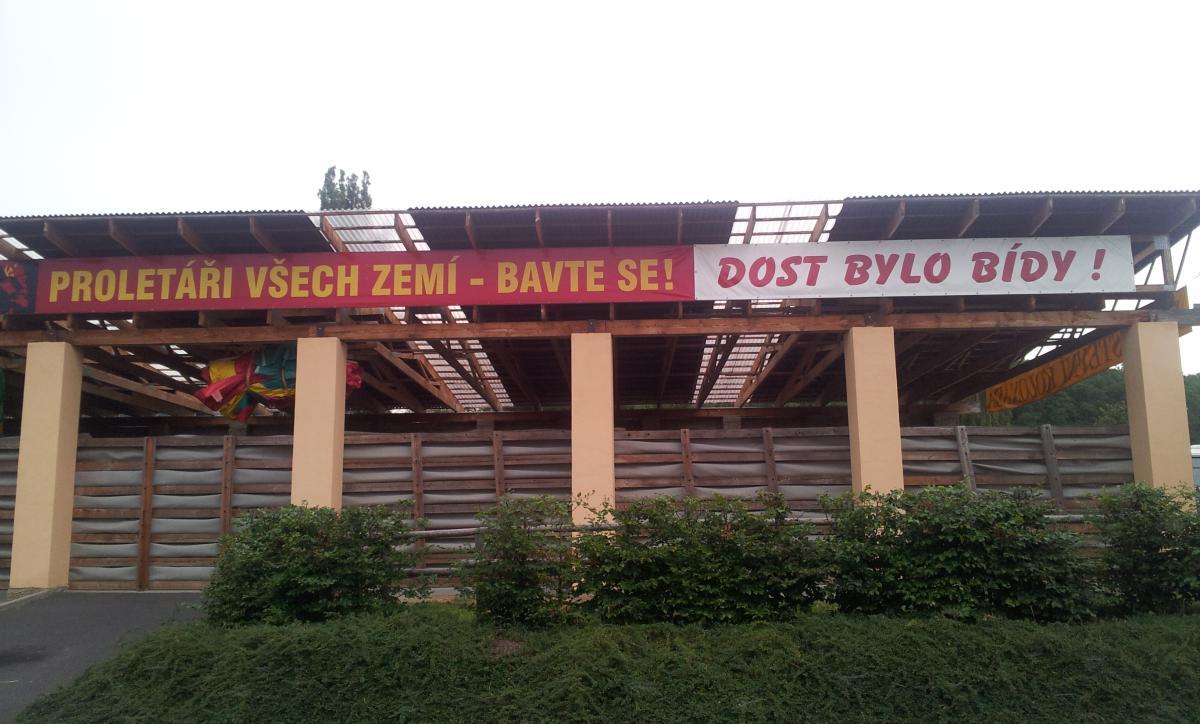 PROLETÁŘI VŠECH ZEMÍ - BAVTE SE!
DOST BYLO BÍDY !